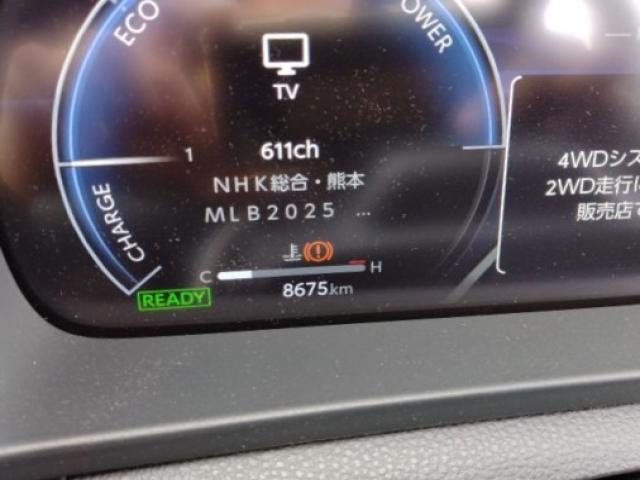 ECO
POWER
TV
1
611ch
NHK総合・熊本
MLB2025 ...
CHARGE
C
H
READY
8675km
4WDシス
2WD走行に
販売店で